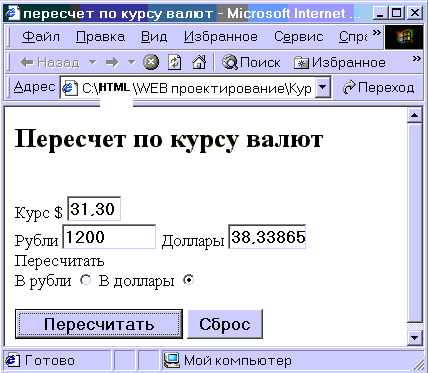 пересчет по курсу валют - Microsoft Internet ...
Файл Правка Вид Избранное Сервис Спра »
Назад Поиск Избранное »
Адрес C:\HTML\WEB проектирование\Кур Переход
Пересчет по курсу валют
Курс $ 31,30
Рубли 1200 Доллары 38,33865
Пересчитать
В рубли В доллары
Пересчитать Сброс
Готово Мой компьютер